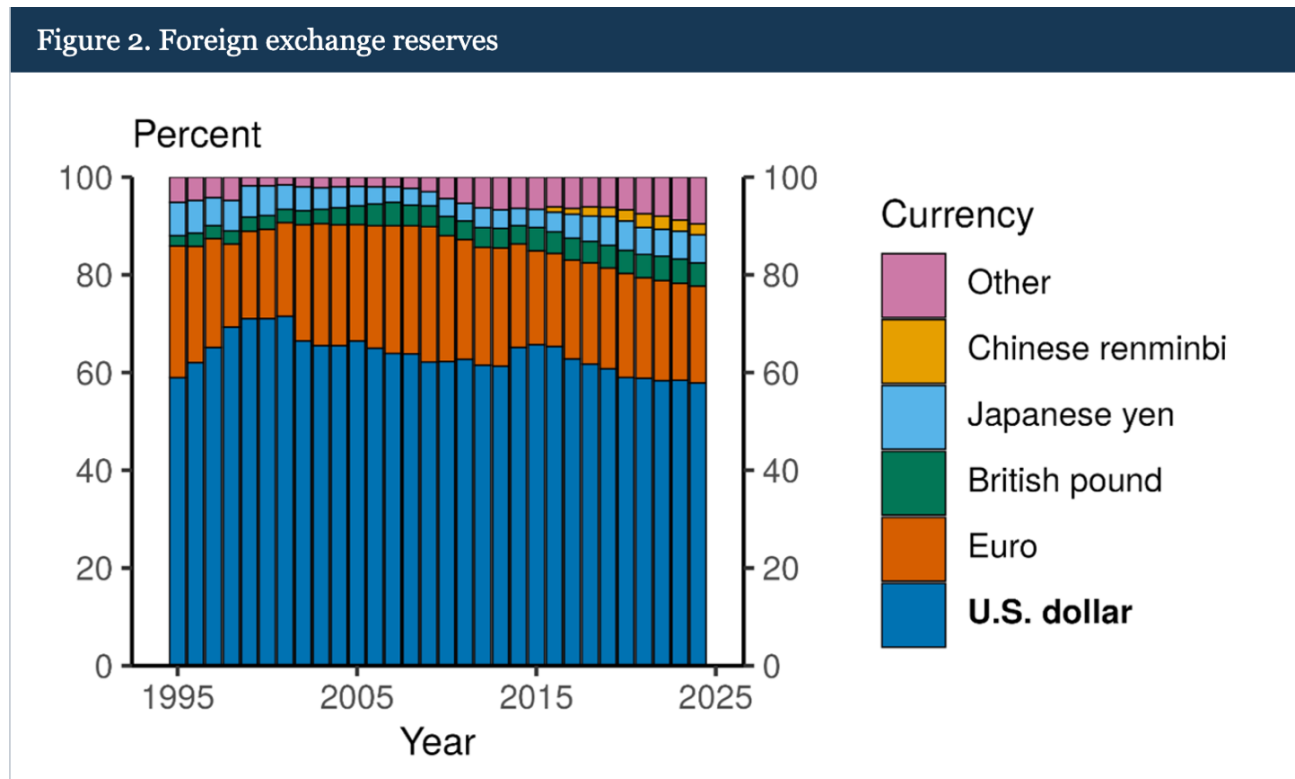 Figure 2. Foreign exchange reserves
Percent
100
80
60
40
20
0
100
80
60
40
20
0
1995 2005 2015 2025
Year
Currency
Other
Chinese renminbi
Japanese yen
British pound
Euro
U.S. dollar